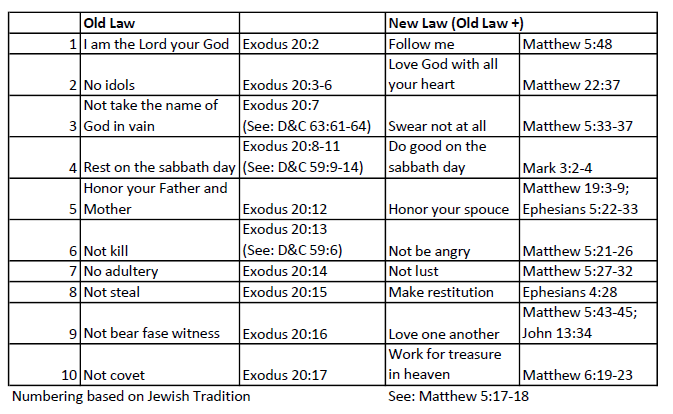 Old Law New Law (Old Law +)
1 I am the Lord your God Exodus 20:2 Follow me Matthew 5:48
Love God with all
2 No idols Exodus 20:3-6 your heart Matthew 22:37
Not take the name of Exodus 20:7
3 God in vain (See: D&C 63:61-64) Swear not at all Matthew 5:33-37
Exodus 20:8-11 Do good on the
4 Rest on the sabbath day (See: D&C 59:9-14) sabbath day Mark 3:2-4
Honor your Father and Matthew 19:3-9;
5 Mother Exodus 20:12 Honor your spouce Ephesians 5:22-33
Exodus 20:13
6 Not kill (See: D&C 59:6) Not be angry Matthew 5:21-26
7 No adultery Exodus 20:14 Not lust Matthew 5:27-32
8 Not steal Exodus 20:15 Make restitution Ephesians 4:28
Matthew 5:43-45;
9 Not bear fase witness Exodus 20:16 Love one another John 13:34
Work for treasure
10 Not covet Exodus 20:17 in heaven Matthew 6:19-23
Numbering based on Jewish Tradition See: Matthew 5:17-18